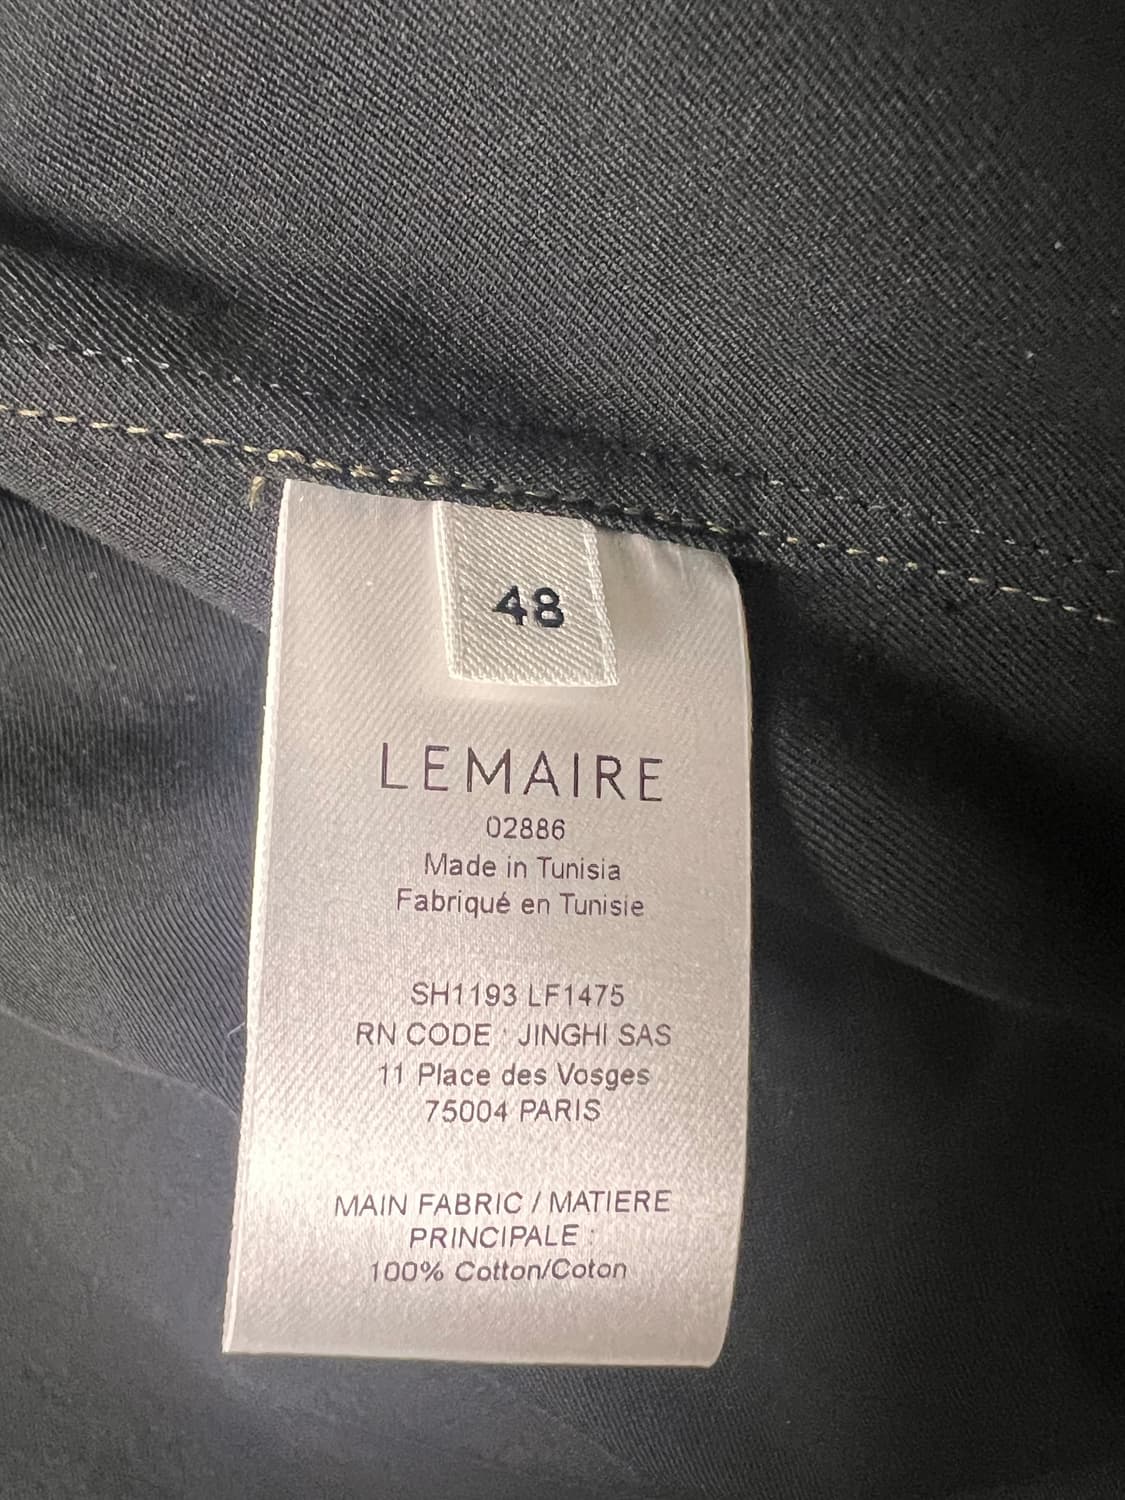 48
LEMAIRE
02886
Made in Tunisia
Fabriqué en Tunisie
SH1193 LF1475
RN CODE : JINGHI SAS
11 Place des Vosges
75004 PARIS
MAIN FABRIC / MATIERE
PRINCIPALE :
100% Cotton/Coton